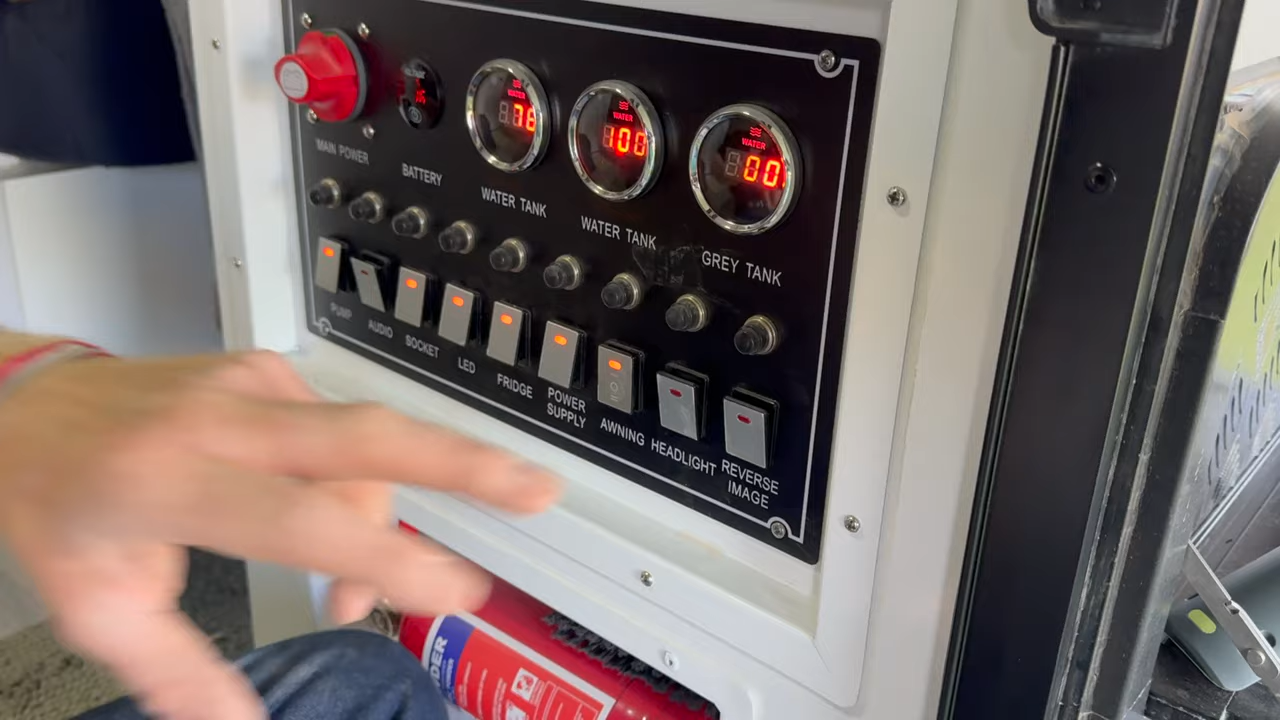 MAIN POWER
BATTERY
WATER
78
WATER TANK
WATER
100
WATER TANK
WATER
00
GREY TANK
PUMP
AUDIO
SOCKET
LED
FRIDGE
POWER
SUPPLY
AWNING
HEADLIGHT
REVERSE
IMAGE